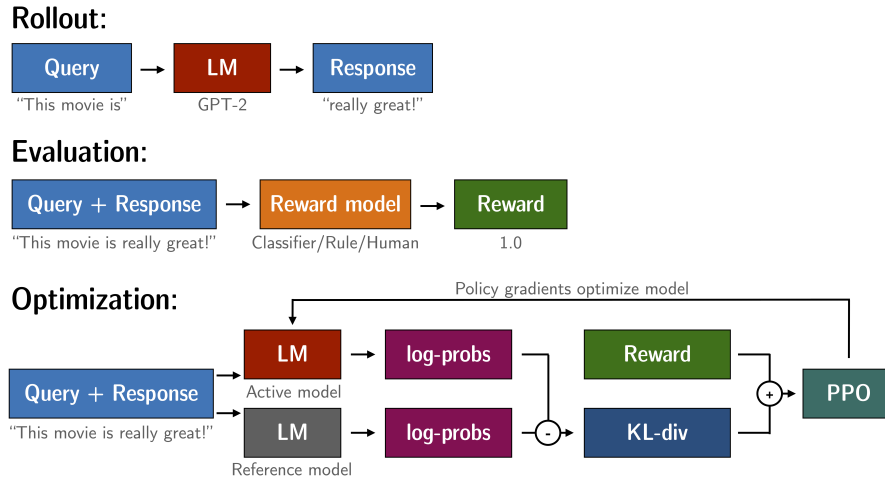 Rollout:
Query
LM
Response
“This movie is”
GPT-2
“really great!”
Evaluation:
Query + Response
Reward model
Reward
“This movie is really great!”
Classifier/Rule/Human
1.0
Optimization:
Policy gradients optimize model
LM
log-probs
Reward
Query + Response
Active model
+
PPO
“This movie is really great!”
LM
log-probs
-
KL-div
Reference model